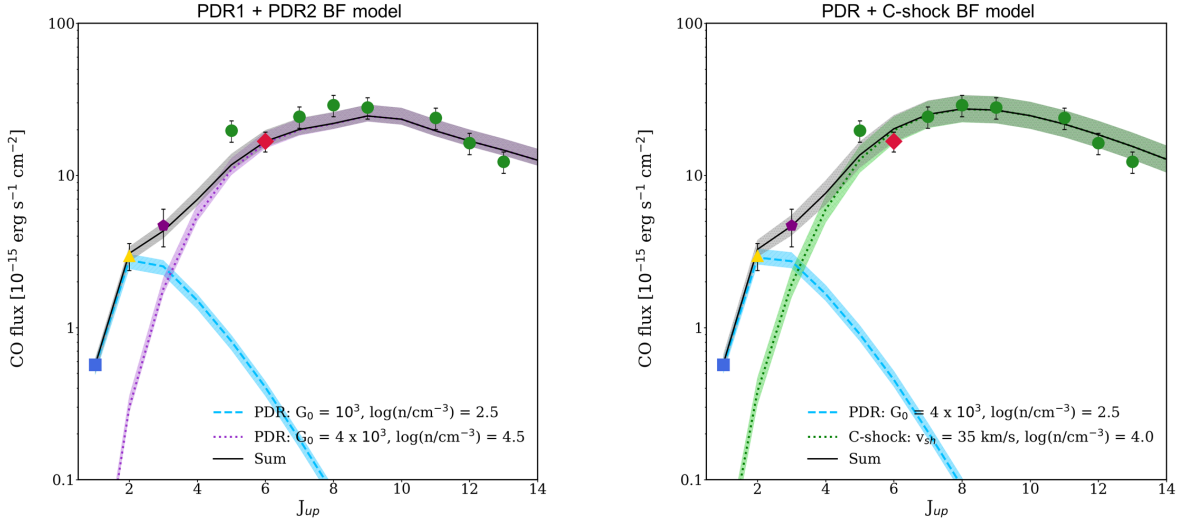 PDR1 + PDR2 BF model
CO flux [10⁻¹⁵ erg s⁻¹ cm⁻²]
100
10
1
0.1
PDR: G₀ = 10³, log(n/cm⁻³) = 2.5
PDR: G₀ = 4 x 10³, log(n/cm⁻³) = 4.5
Sum
2 4 6 8 10 12 14
J_up
PDR + C-shock BF model
CO flux [10⁻¹⁵ erg s⁻¹ cm⁻²]
100
10
1
0.1
PDR: G₀ = 4 x 10³, log(n/cm⁻³) = 2.5
C-shock: v_sh = 35 km/s, log(n/cm⁻³) = 4.0
Sum
2 4 6 8 10 12 14
J_up